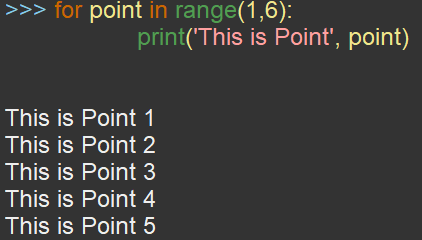 >>> for point in range(1,6):
print('This is Point', point)
This is Point 1
This is Point 2
This is Point 3
This is Point 4
This is Point 5